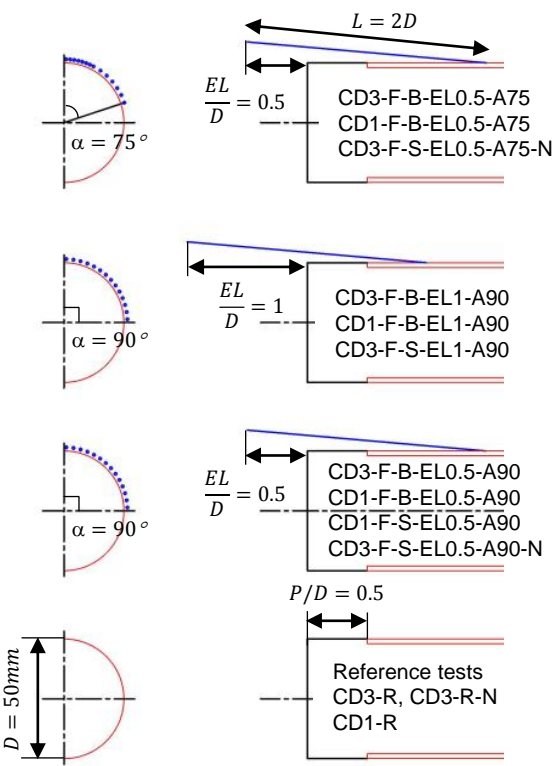 L = 2D
EL/D = 0.5
α = 75°
CD3-F-B-EL0.5-A75
CD1-F-B-EL0.5-A75
CD3-F-S-EL0.5-A75-N
EL/D = 1
α = 90°
CD3-F-B-EL1-A90
CD1-F-B-EL1-A90
CD3-F-S-EL1-A90
EL/D = 0.5
α = 90°
CD3-F-B-EL0.5-A90
CD1-F-B-EL0.5-A90
CD1-F-S-EL0.5-A90
CD3-F-S-EL0.5-A90-N
P/D = 0.5
D = 50mm
Reference tests
CD3-R, CD3-R-N
CD1-R